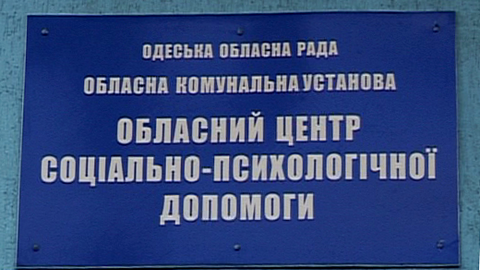 ОДЕСЬКА ОБЛАСНА РАДА
ОБЛАСНА КОМУНАЛЬНА УСТАНОВА
ОБЛАСНИЙ ЦЕНТР
СОЦІАЛЬНО-ПСИХОЛОГІЧНОЇ
ДОПОМОГИ